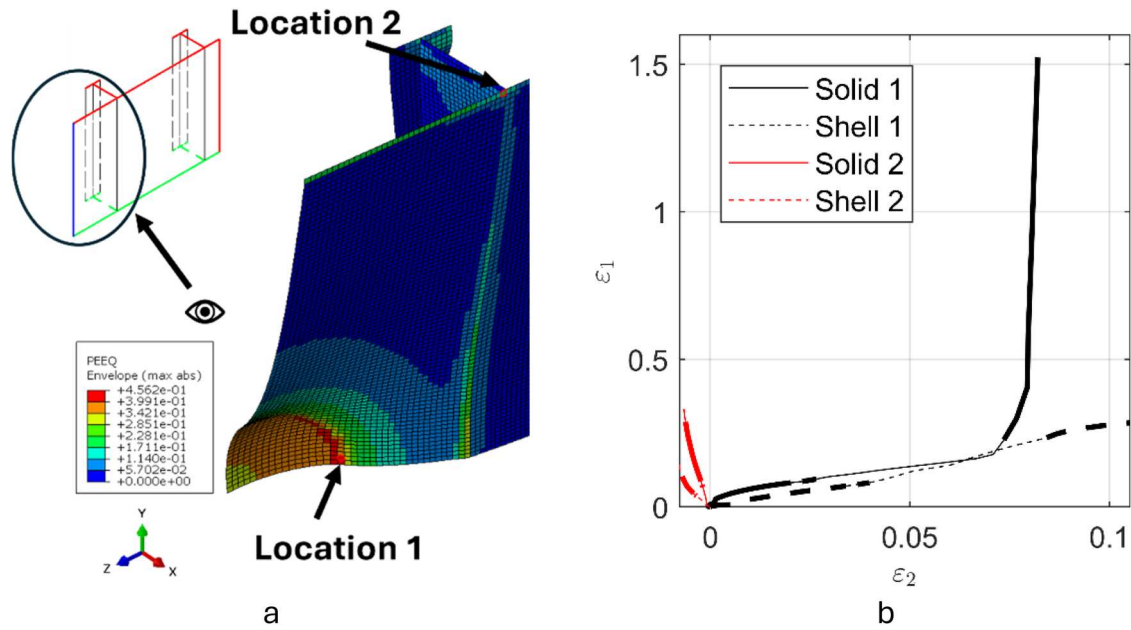 Location 2
PEEQ
Envelope (max abs)
+4.562e-01
+3.991e-01
+3.421e-01
+2.851e-01
+2.281e-01
+1.711e-01
+1.140e-01
+5.702e-02
+0.000e+00
Y
Z
X
Location 1
a
1.5
1
0.5
0
ε1
Solid 1
Shell 1
Solid 2
Shell 2
0
0.05
0.1
ε2
b